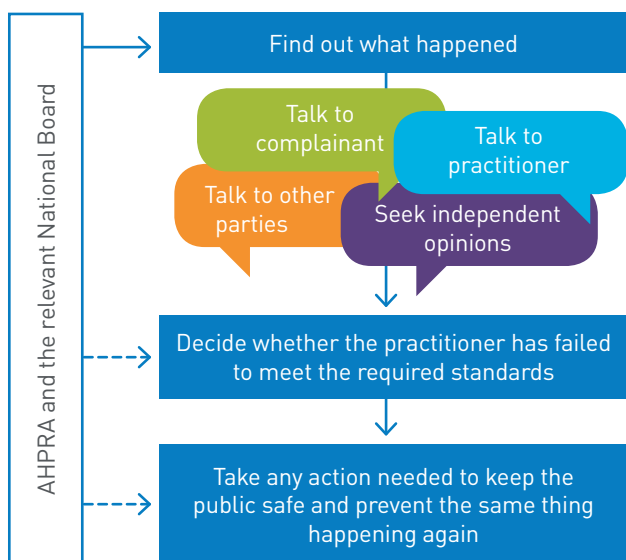 AHPRA and the relevant National Board
Find out what happened
Talk to
complainant
Talk to
practitioner
Talk to other
parties
Seek independent
opinions
Decide whether the practitioner has failed
to meet the required standards
Take any action needed to keep the
public safe and prevent the same thing
happening again